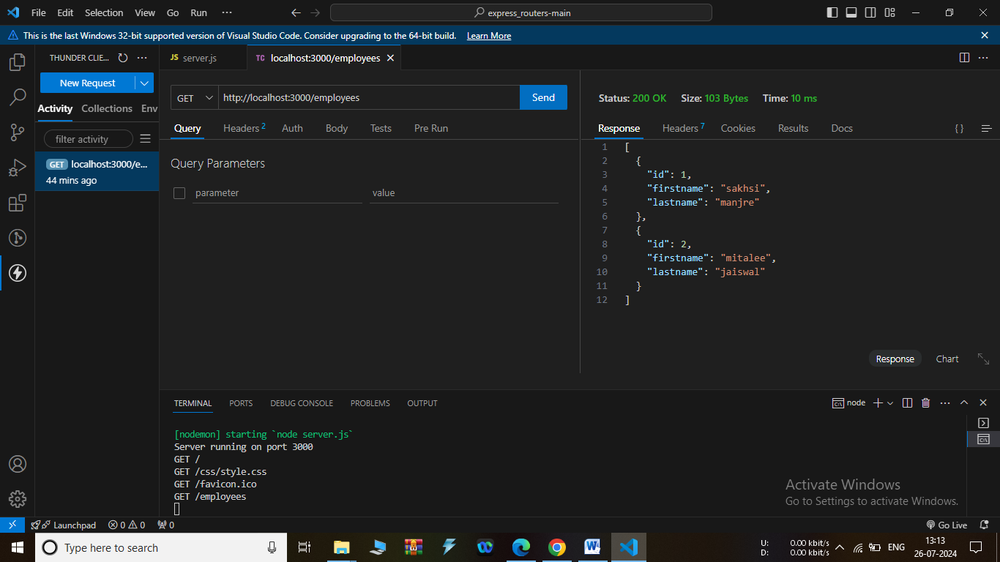 File Edit Selection View Go Run ··· express_routers-main
This is the last Windows 32-bit supported version of Visual Studio Code. Consider upgrading to the 64-bit build. Learn More
THUNDER CLIE... ···
JS server.js
TC localhost:3000/employees
New Request
Activity Collections Env
filter activity
GET localhost:3000/e...
44 mins ago
GET http://localhost:3000/employees Send
Query Headers 2 Auth Body Tests Pre Run
Query Parameters
parameter value
Status: 200 OK Size: 103 Bytes Time: 10 ms
Response Headers 7 Cookies Results Docs { }
1 [
2 {
3 "id": 1,
4 "firstname": "sakhsi",
5 "lastname": "manjre"
6 },
7 {
8 "id": 2,
9 "firstname": "mitalee",
10 "lastname": "jaiswal"
11 }
12 ]
Response Chart
TERMINAL PORTS DEBUG CONSOLE PROBLEMS OUTPUT node
[nodemon] starting `node server.js`
Server running on port 3000
GET /
GET /css/style.css
GET /favicon.ico
GET /employees
Activate Windows
Go to Settings to activate Windows.
Launchpad 0 0 0 Go Live
Type here to search
U: 0.00 kbit/s
D: 0.00 kbit/s
ENG
13:13
26-07-2024